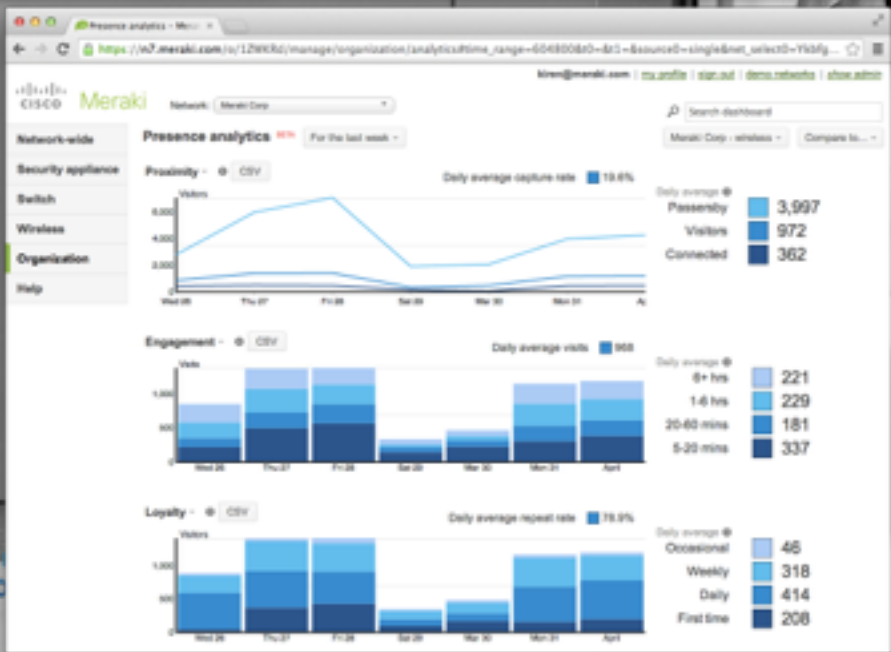 Presence analytics - Meraki
https://n7.meraki.com/o/1ZWKRd/manage/organization/analytics#time_range=604800&t0=&t1=&source0=single&net_select0=
kiren@meraki.com | my profile | sign out | demo networks | show admin
CISCO Meraki
Network: Meraki Corp
Search dashboard
Network-wide
Security appliance
Switch
Wireless
Organization
Help
Presence analytics BETA For the last week
Meraki Corp - wireless Compare to...
Proximity CSV
Daily average capture rate 19.6%
Visitors
6,000
4,000
2,000
0
Wed 26 Thu 27 Fri 28 Sat 29 Mar 30 Mon 31
Daily average
Passersby 3,997
Visitors 972
Connected 362
Engagement CSV
Daily average visits 968
Visits
1,000
500
0
Wed 26 Thu 27 Fri 28 Sat 29 Mar 30 Mon 31 April
Daily average
6+ hrs 221
1-6 hrs 229
20-60 mins 181
5-20 mins 337
Loyalty CSV
Daily average repeat rate 78.9%
Visitors
1,000
500
0
Wed 26 Thu 27 Fri 28 Sat 29 Mar 30 Mon 31 April
Daily average
Occasional 46
Weekly 318
Daily 414
First time 208